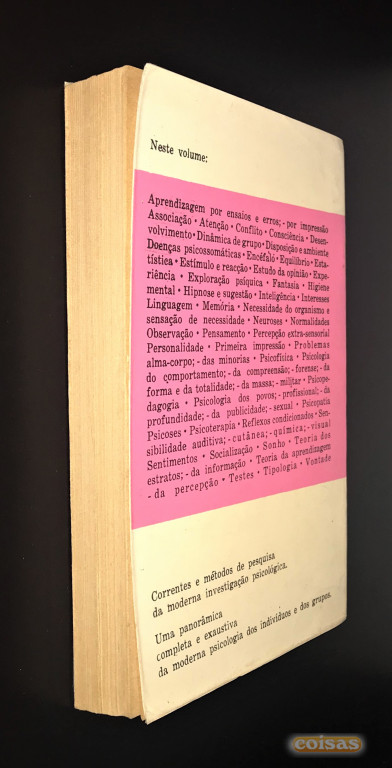 Neste volume:
Aprendizagem por ensaios e erros; - por impressão
Associação • Atenção • Conflito • Consciência • Desen-
volvimento • Dinâmica de grupo • Disposição e ambiente
Doenças psicossomáticas • Encéfalo • Equilíbrio • Esta-
tística • Estímulo e reacção • Estudo da opinião • Expe-
riência • Exploração psíquica • Fantasia • Higiene
mental • Hipnose e sugestão • Inteligência • Interesses
Linguagem • Memória • Necessidade do organismo e
sensação de necessidade • Neuroses • Normalidades
Observação • Pensamento • Percepção extra-sensorial
Personalidade • Primeira impressão • Problemas
alma-corpo; - das minorias • Psicofísica • Psicologia
do comportamento; - da compreensão; - forense; - da
forma e da totalidade; - da massa; - militar • Psicope-
dagogia • Psicologia dos povos; - profissional; - da
profundidade; - da publicidade; - sexual • Psicopatia
Psicoses • Psicoterapia • Reflexos condicionados • Sen-
sibilidade auditiva; - cutânea; - química; - visual
Sentimentos • Socialização • Sonho • Teoria dos
estratos; - da informação • Teoria da aprendizagem
- da percepção • Testes • Tipologia • Vontade
Correntes e métodos de pesquisa
da moderna investigação psicológica.
Uma panorâmica
completa e exaustiva
da moderna psicologia dos indivíduos e dos grupos.
coisas